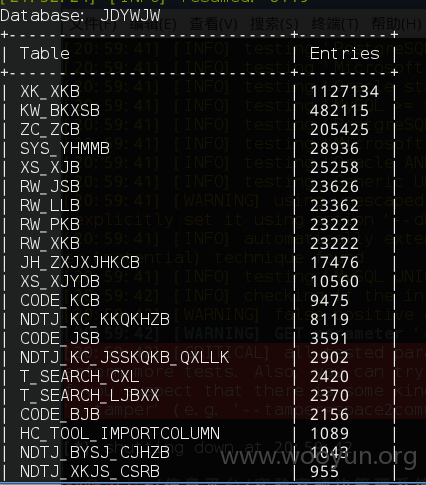 Database: JDYWJW
Table | Entries
XK_XKB | 1127134
KW_BKXSB | 482115
ZC_ZCB | 205425
SYS_YHMMB | 28936
XS_XJB | 25258
RW_JSB | 23626
RW_LLB | 23362
RW_PKB | 23222
RW_XKB | 23222
JH_ZXJXJHKCB | 17476
XS_XJYDB | 10560
CODE_KCB | 9475
NDTJ_KC_KKQKHZB | 8119
CODE_JSB | 3591
NDTJ_KC_JSSKQKB_QXLLK | 2902
T_SEARCH_CXL | 2420
T_SEARCH_LJBXX | 2370
CODE_BJB | 2156
HC_TOOL_IMPORTCOLUMN | 1089
NDTJ_BYSJ_CJHZB | 1043
NDTJ_XKJS_CSRB | 955
www.wooyun.org